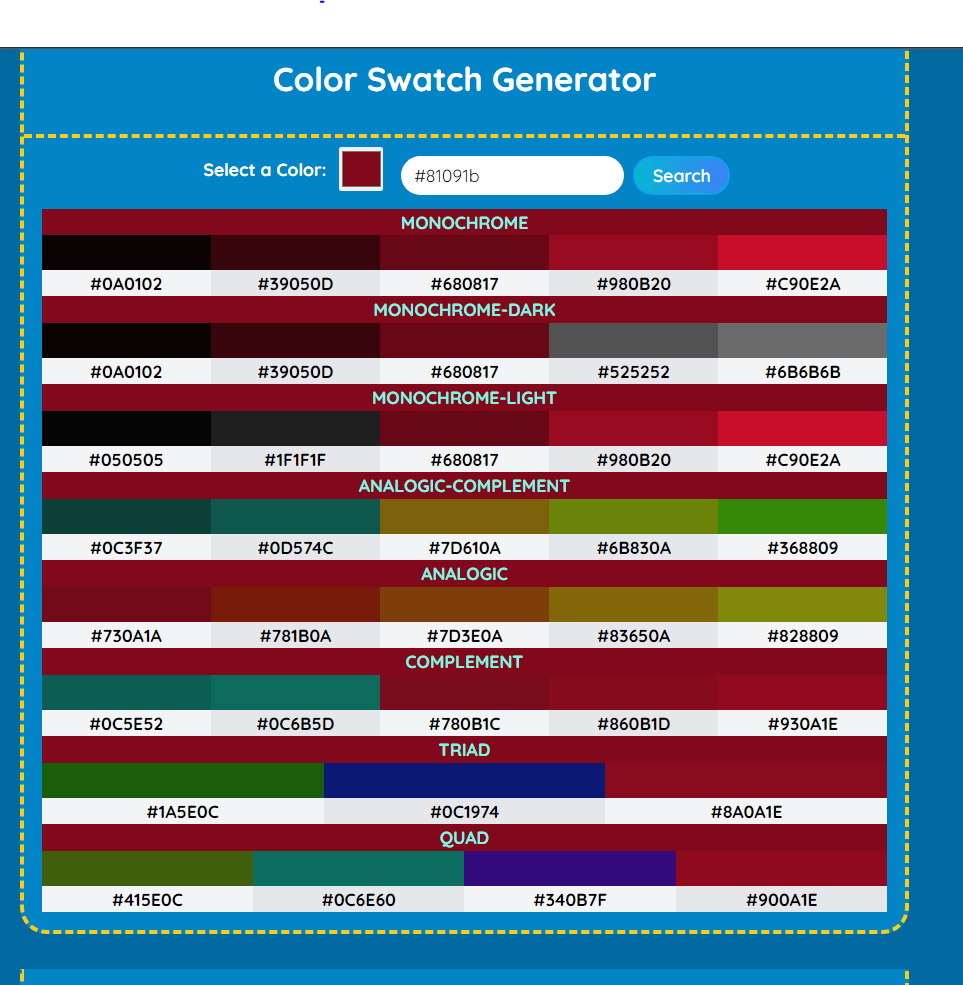 Color Swatch Generator
Select a Color: #81091b Search
MONOCHROME
#0A0102 #39050D #680817 #980B20 #C90E2A
MONOCHROME-DARK
#0A0102 #39050D #680817 #525252 #6B6B6B
MONOCHROME-LIGHT
#050505 #1F1F1F #680817 #980B20 #C90E2A
ANALOGIC-COMPLEMENT
#0C3F37 #0D574C #7D610A #6B830A #368809
ANALOGIC
#730A1A #781B0A #7D3E0A #83650A #828809
COMPLEMENT
#0C5E52 #0C6B5D #780B1C #860B1D #930A1E
TRIAD
#1A5E0C #0C1974 #8A0A1E
QUAD
#415E0C #0C6E60 #340B7F #900A1E